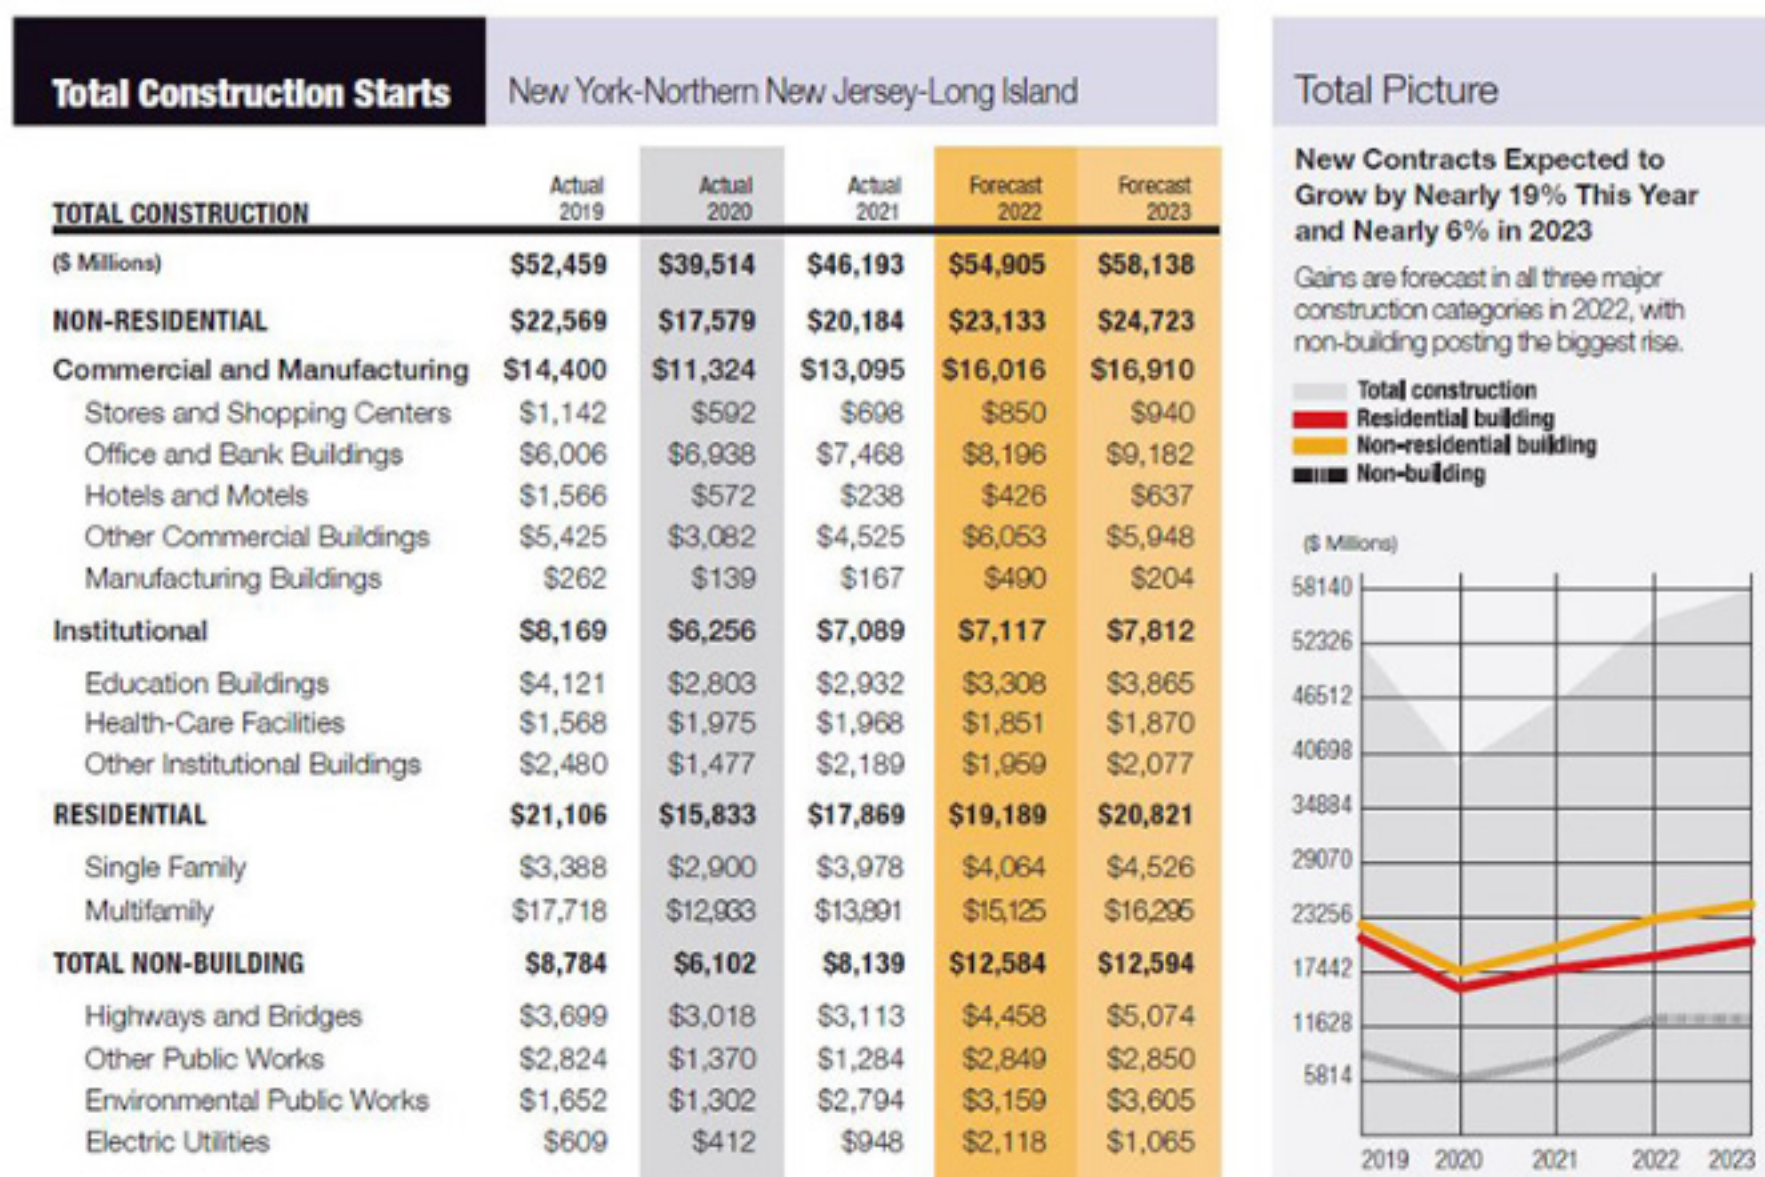 Total Construction Starts
New York-Northern New Jersey-Long Island
Actual Actual Actual Forecast Forecast
TOTAL CONSTRUCTION 2019 2020 2021 2022 2023
($ Millions) $52,459 $39,514 $46,193 $54,905 $58,138
NON-RESIDENTIAL $22,569 $17,579 $20,184 $23,133 $24,723
Commercial and Manufacturing $14,400 $11,324 $13,095 $16,016 $16,910
Stores and Shopping Centers $1,142 $592 $698 $850 $940
Office and Bank Buildings $6,006 $6,938 $7,468 $8,196 $9,182
Hotels and Motels $1,566 $572 $238 $426 $637
Other Commercial Buildings $5,425 $3,082 $4,525 $6,053 $5,948
Manufacturing Buildings $262 $139 $167 $490 $204
Institutional $8,169 $6,256 $7,089 $7,117 $7,812
Education Buildings $4,121 $2,803 $2,932 $3,308 $3,865
Health-Care Facilities $1,568 $1,975 $1,968 $1,851 $1,870
Other Institutional Buildings $2,480 $1,477 $2,189 $1,959 $2,077
RESIDENTIAL $21,106 $15,833 $17,869 $19,189 $20,821
Single Family $3,388 $2,900 $3,978 $4,064 $4,526
Multifamily $17,718 $12,933 $13,891 $15,125 $16,295
TOTAL NON-BUILDING $8,784 $6,102 $8,139 $12,584 $12,594
Highways and Bridges $3,699 $3,018 $3,113 $4,458 $5,074
Other Public Works $2,824 $1,370 $1,284 $2,849 $2,850
Environmental Public Works $1,652 $1,302 $2,794 $3,159 $3,605
Electric Utilities $609 $412 $948 $2,118 $1,065
Total Picture
New Contracts Expected to
Grow by Nearly 19% This Year
and Nearly 6% in 2023
Gains are forecast in all three major
construction categories in 2022, with
non-building posting the biggest rise.
Total construction
Residential building
Non-residential building
Non-building
($ Millions)
58140
52326
46512
40698
34884
29070
23256
17442
11628
5814
2019 2020 2021 2022 2023